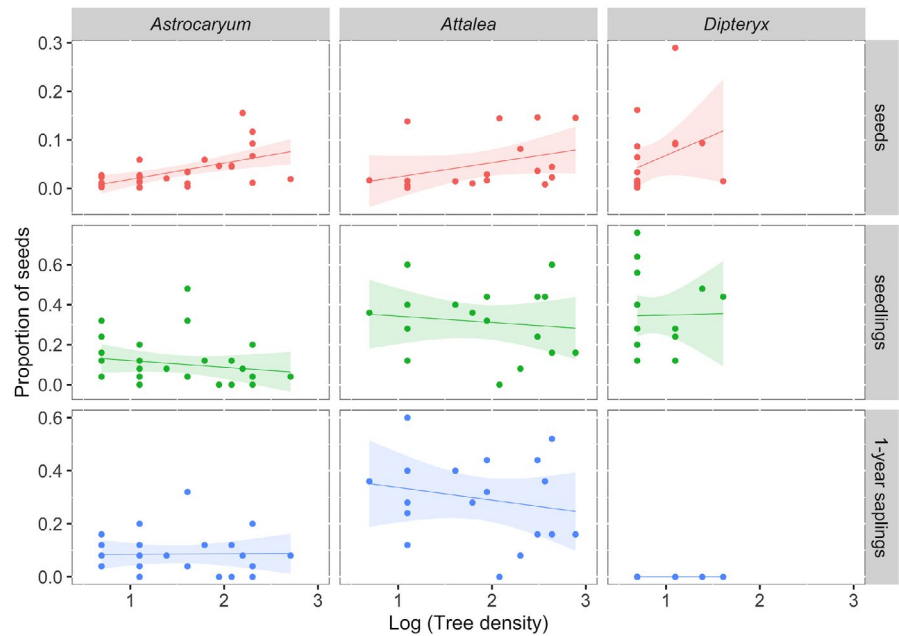 Astrocaryum Attalea Dipteryx
0.3
0.2
0.1
0.0
seeds
0.6
0.4
0.2
0.0
seedlings
Proportion of seeds
0.6
0.4
0.2
0.0
1-year saplings
1 2 3 1 2 3 1 2 3
Log (Tree density)